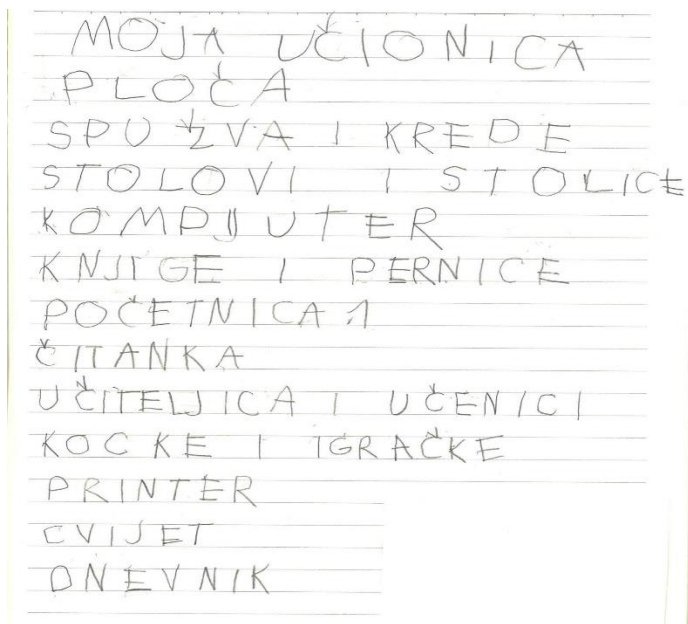 MOJA UČIONICA
PLOČA
SPUŽVA I KREDE
STOLOVI I STOLICE
KOMPJUTER
KNJIGE I PERNICE
POČETNICA 1
ČITANKA
UČITELJICA I UČENICI
KOCKE I IGRAČKE
PRINTER
CVIJET
DNEVNIK